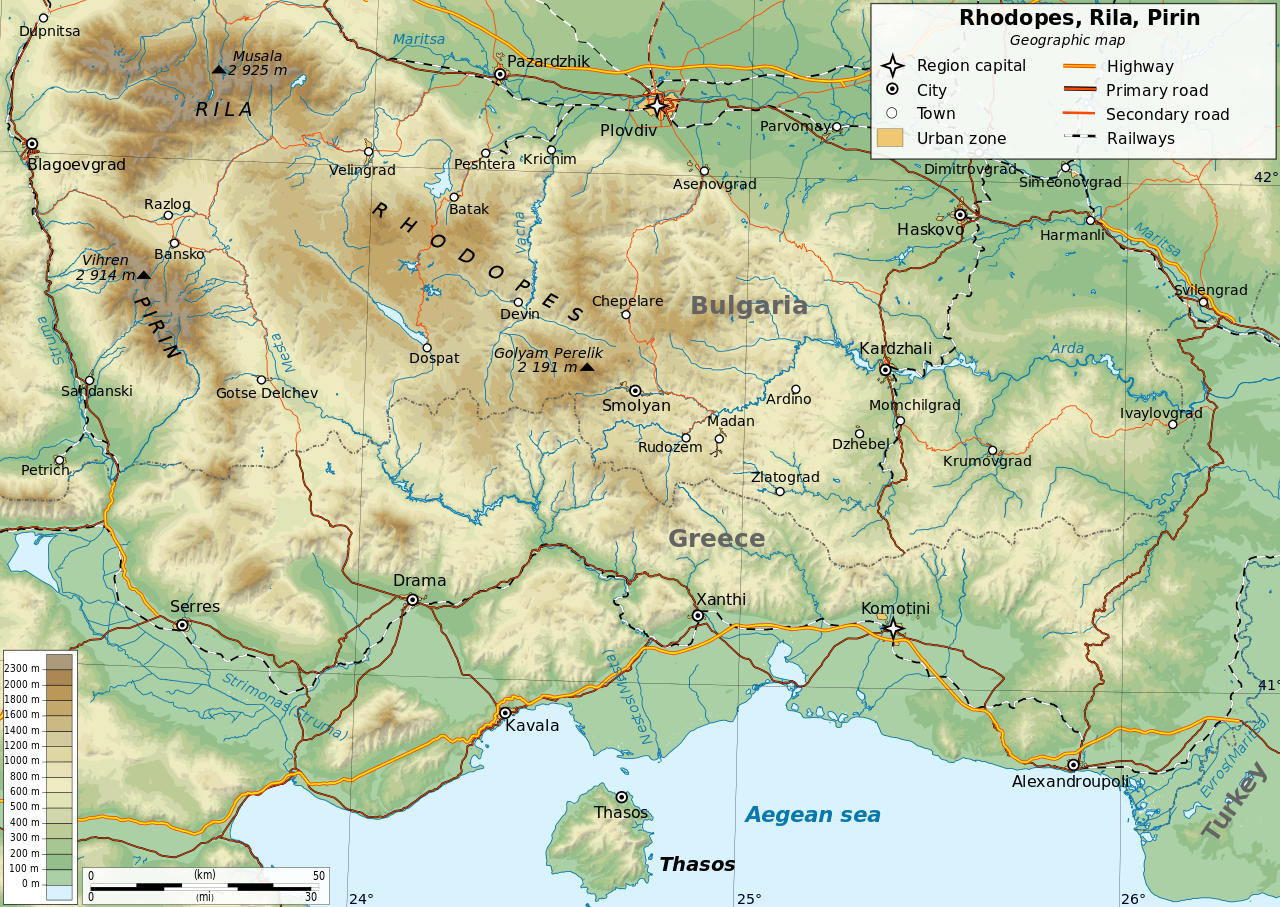 Rhodopes, Rila, Pirin
Geographic map
Region capital
Highway
City
Primary road
Town
Secondary road
Urban zone
Railways
Dupnitsa
Maritsa
Musala
2 925 m
Pazardzhik
RILA
Plovdiv
Parvomay
Blagoevgrad
Velingrad
Peshtera
Krichim
Asenovgrad
Dimitrovgrad
Simeonovgrad
42°
Razlog
Batak
RHODOPES
Vacha
Haskovo
Harmanli
Maritsa
Bansko
Vihren
2 914 m
PIRIN
Devin
Chepelare
Bulgaria
Svilengrad
Struma
Mesta
Dospat
Golyam Perelik
2 191 m
Kardzhali
Arda
Sandanski
Gotse Delchev
Smolyan
Ardino
Momchilgrad
Ivaylovgrad
Madan
Rudozem
Dzhebel
Krumovgrad
Petrich
Zlatograd
Greece
Drama
Serres
Xanthi
Komotini
Strimonas(Struma)
Nestos(Mesta)
41°
Kavala
Alexandroupoli
Evros(Maritsa)
Turkey
Thasos
Aegean sea
Thasos
2300 m
2000 m
1800 m
1600 m
1400 m
1200 m
1000 m
800 m
600 m
500 m
400 m
300 m
200 m
100 m
0 m
0 (km) 50
0 (mi) 30
24°
25°
26°